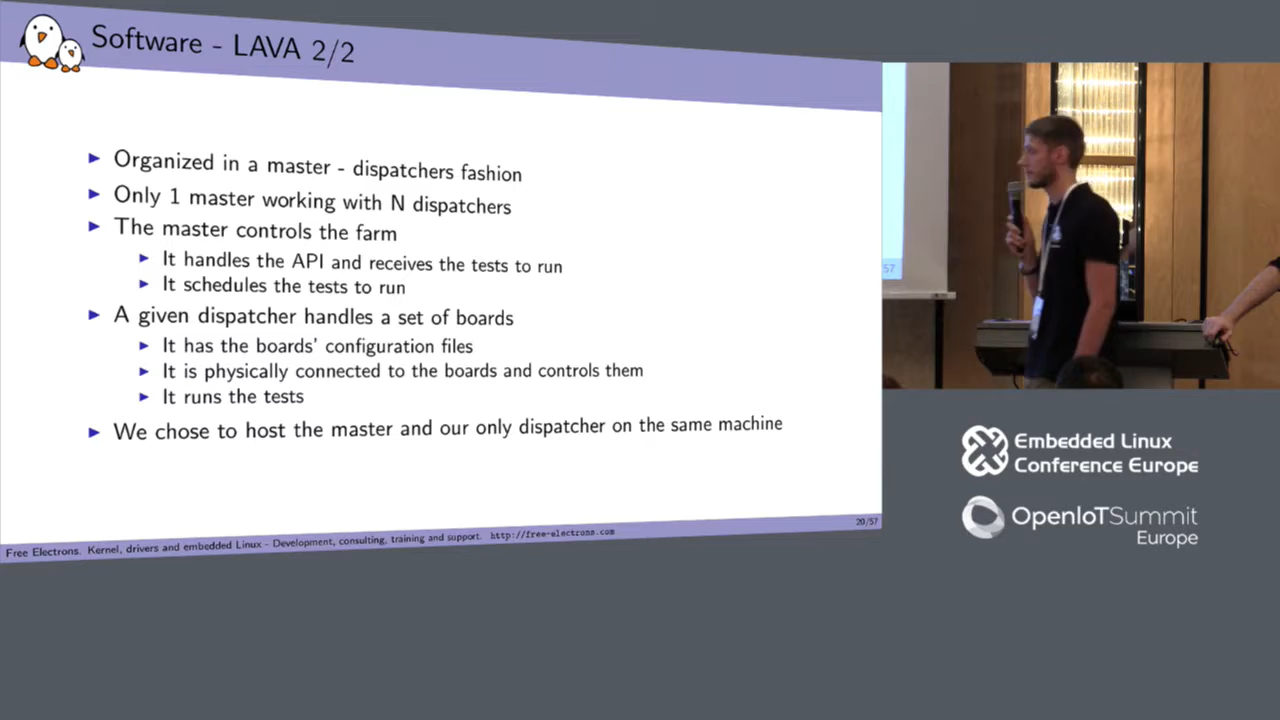 Software - LAVA 2/2
Organized in a master - dispatchers fashion
Only 1 master working with N dispatchers
The master controls the farm
It handles the API and receives the tests to run
It schedules the tests to run
A given dispatcher handles a set of boards
It has the boards' configuration files
It is physically connected to the boards and controls them
It runs the tests
We chose to host the master and our only dispatcher on the same machine
Free Electrons. Kernel, drivers and embedded Linux - Development, consulting, training and support. http://free-electrons.com
20/57
57
Embedded Linux
Conference Europe
OpenIoTSummit
Europe